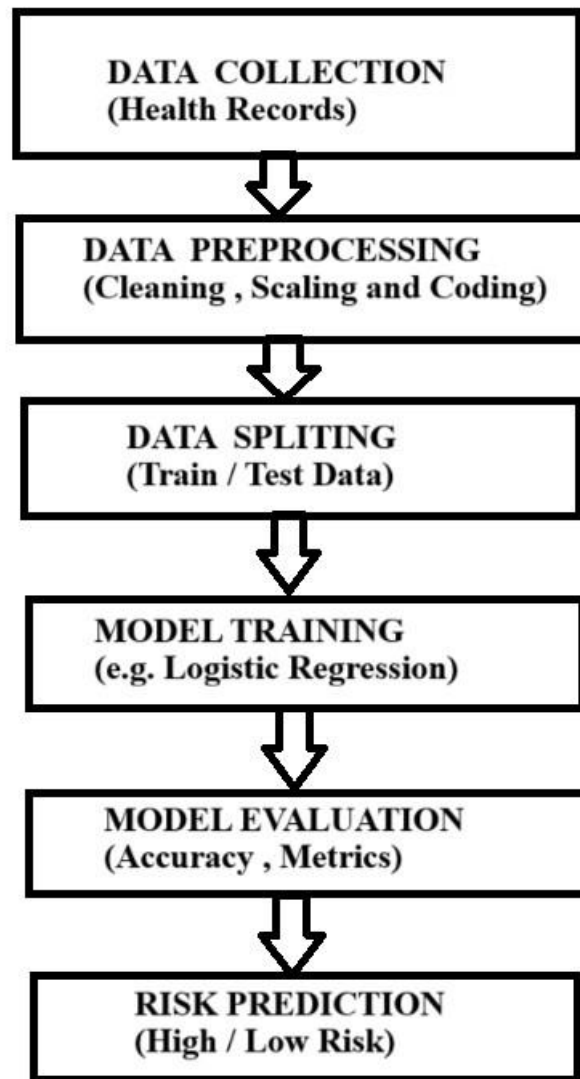 DATA COLLECTION
(Health Records)
DATA PREPROCESSING
(Cleaning , Scaling and Coding)
DATA SPLITING
(Train / Test Data)
MODEL TRAINING
(e.g. Logistic Regression)
MODEL EVALUATION
(Accuracy , Metrics)
RISK PREDICTION
(High / Low Risk)